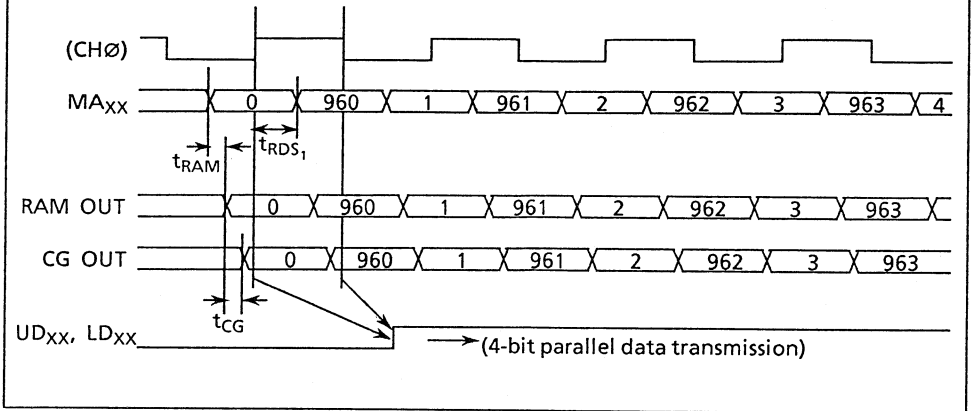 (CHø)
MAXX 0 960 1 961 2 962 3 963 4
tRDS1
tRAM
RAM OUT 0 960 1 961 2 962 3 963
CG OUT 0 960 1 961 2 962 3 963
tCG
UDXX, LDXX (4-bit parallel data transmission)